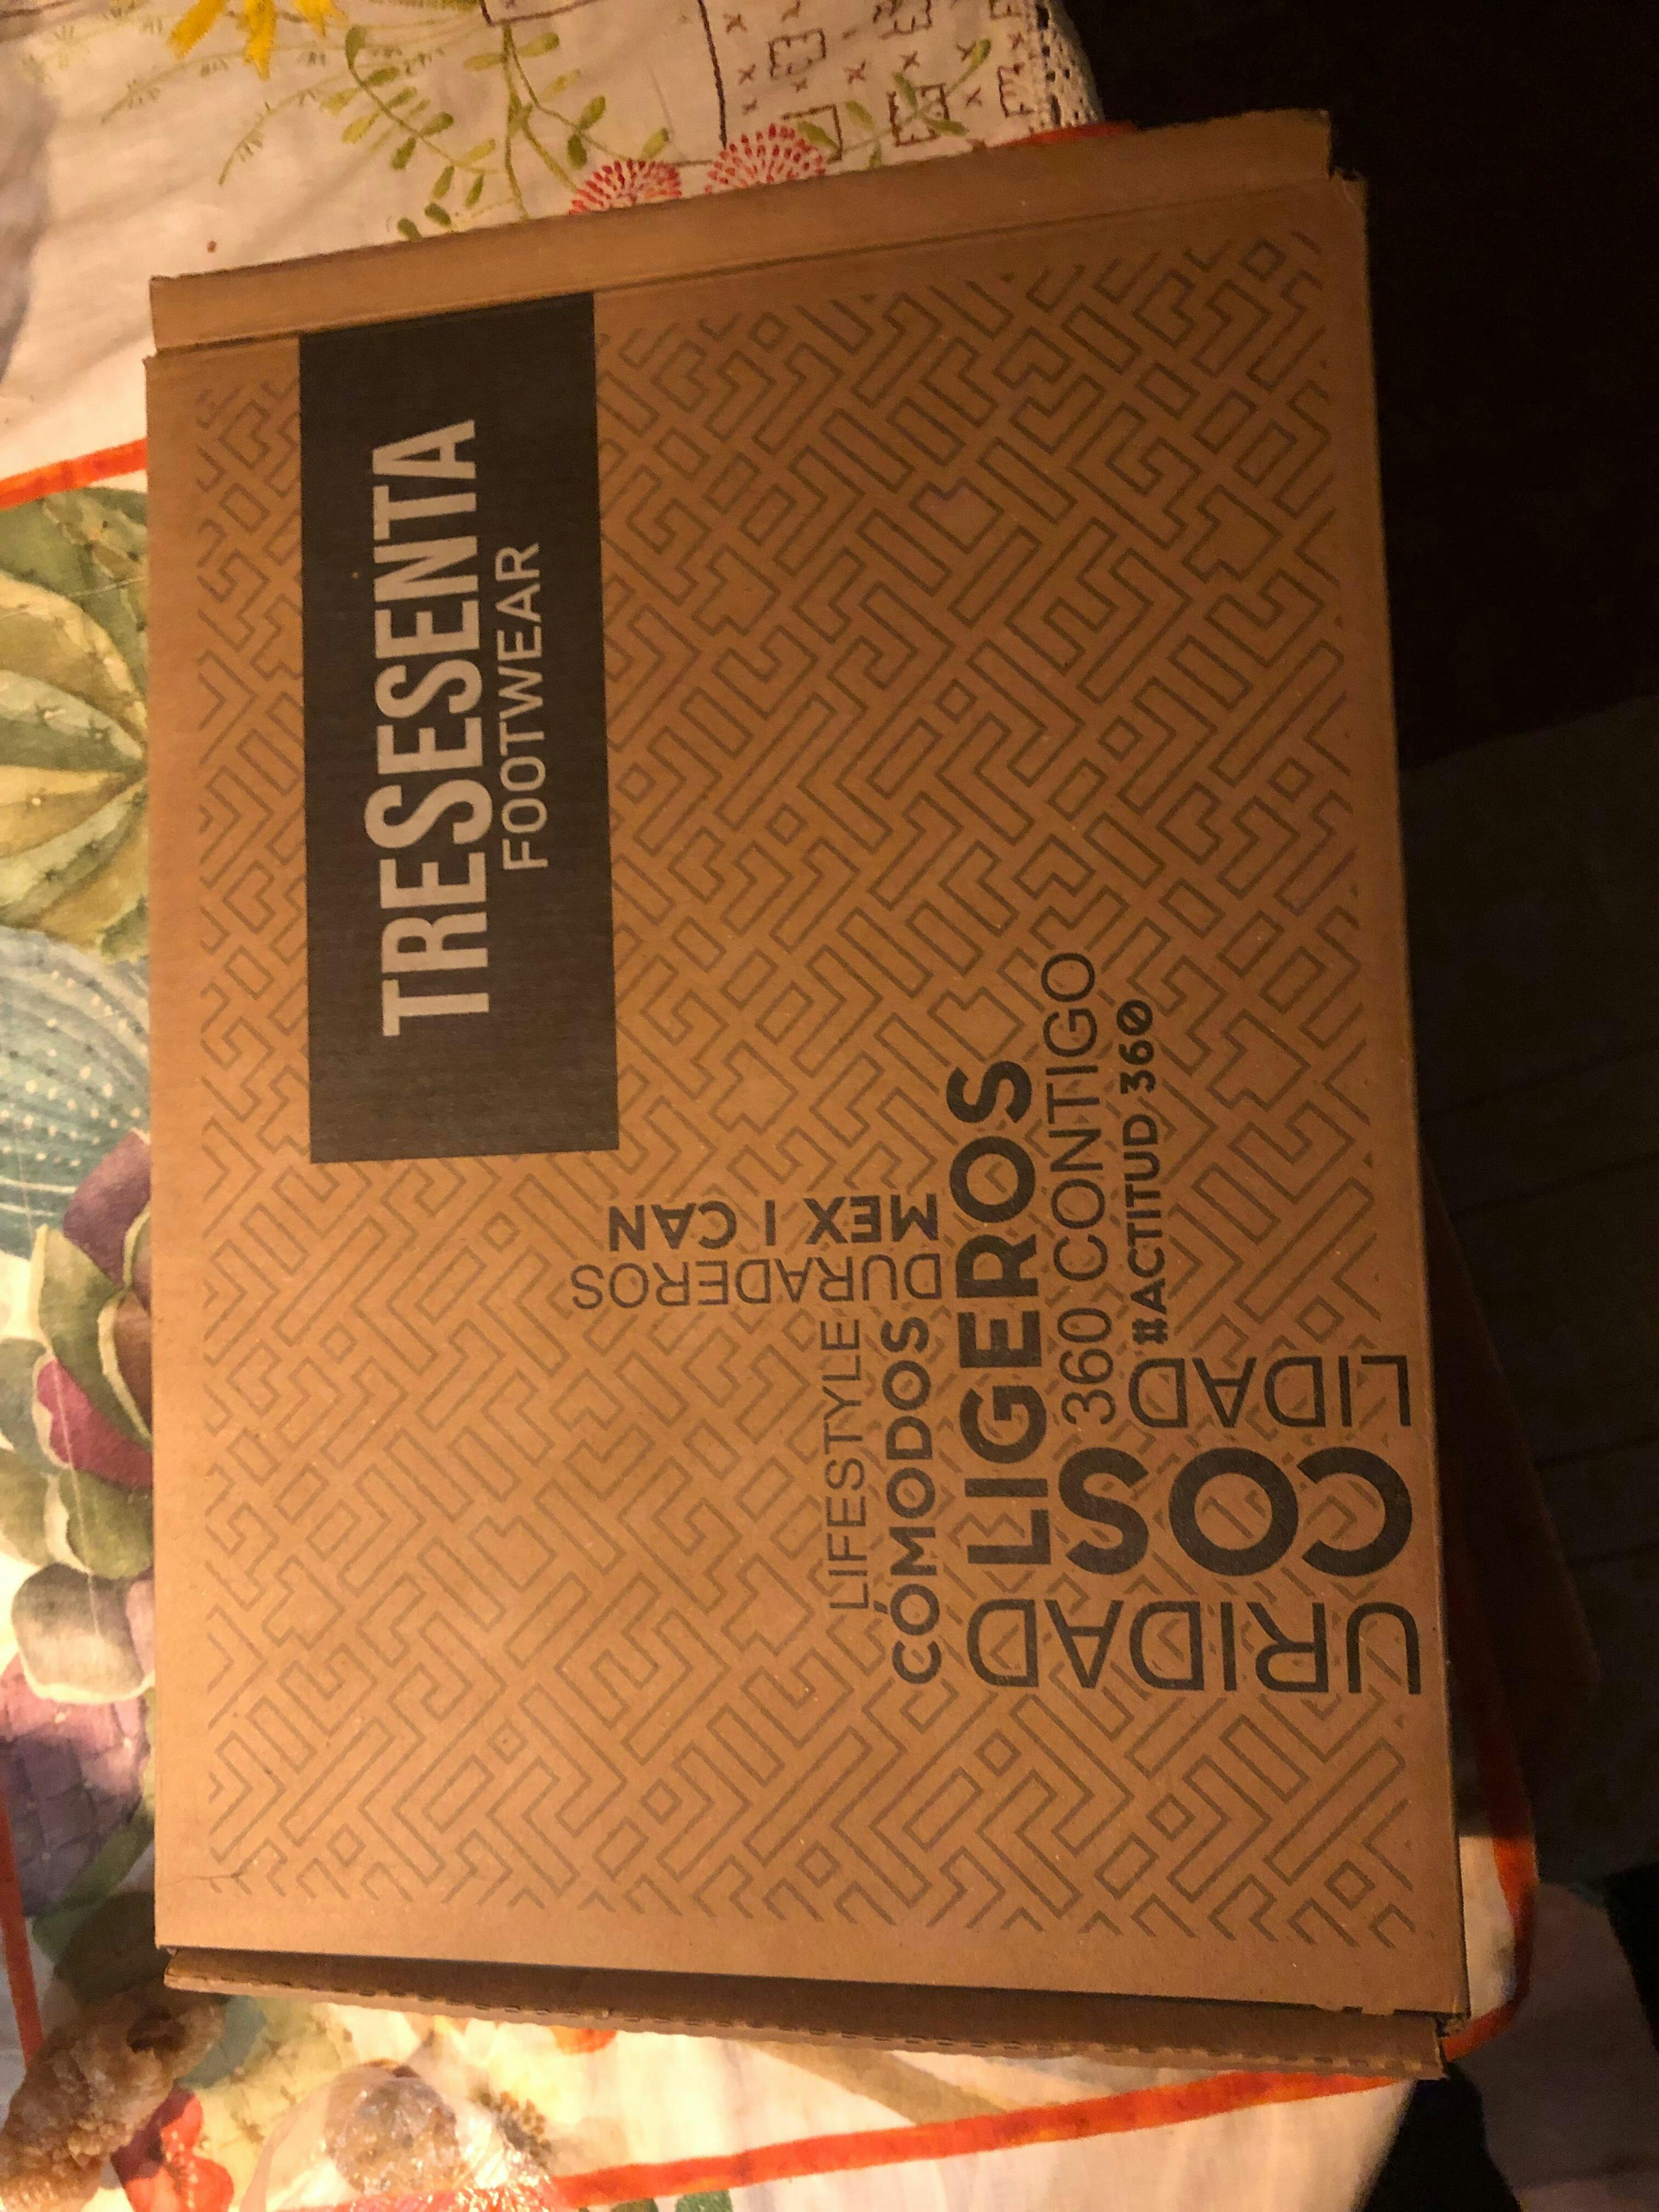 TRESESENTA
FOOTWEAR
MEX I CAN
DURADEROS
LIFESTYLE
CÓMODOS
LIGEROS
360 CONTIGO
#ACTITUD 360
LIDAD
COS
URIDAD